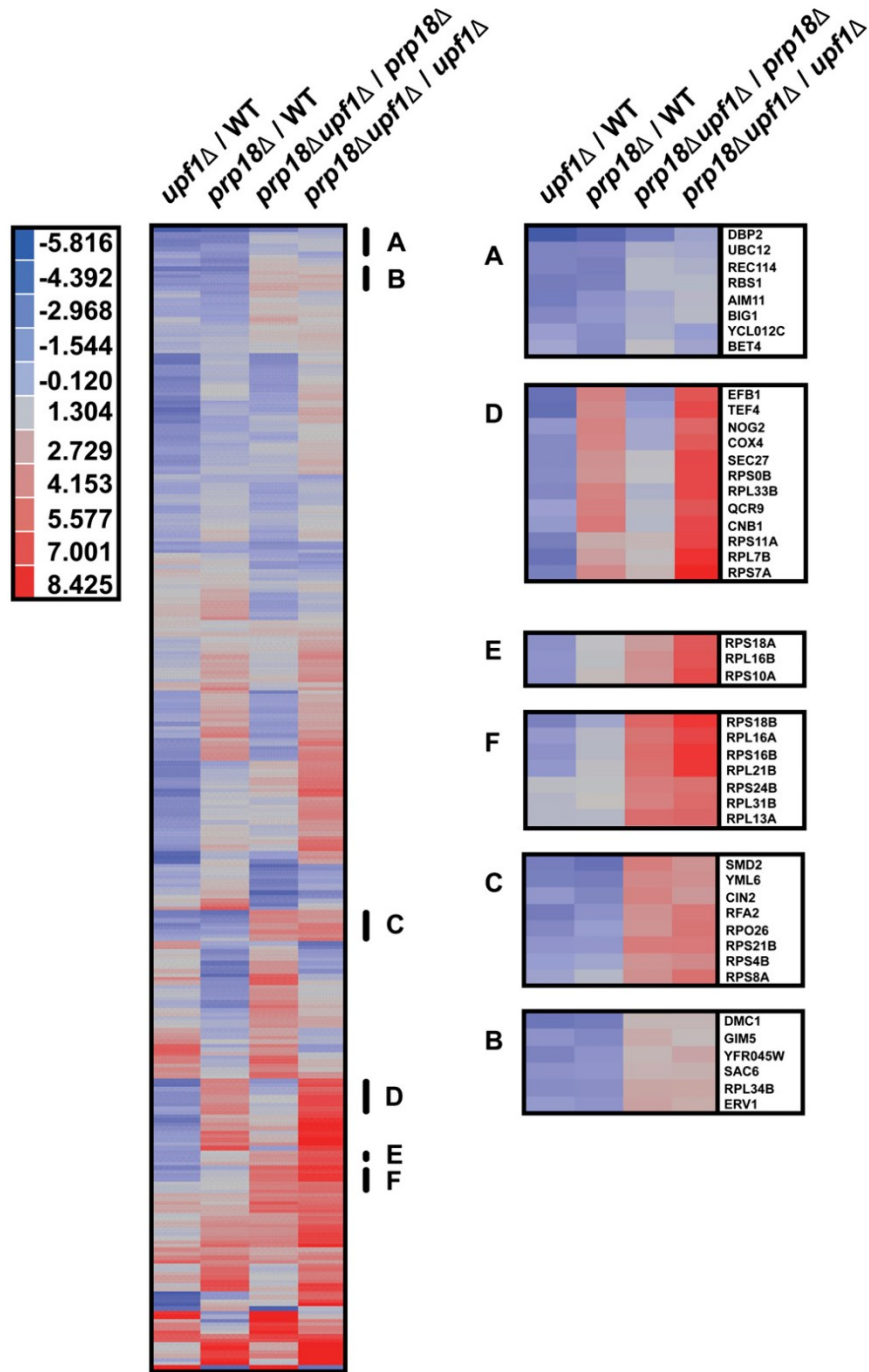 upf1Δ / WT
prp18Δ / WT
prp18Δupf1Δ / prp18Δ
prp18Δupf1Δ / upf1Δ
upf1Δ / WT
prp18Δ / WT
prp18Δupf1Δ / prp18Δ
prp18Δupf1Δ / upf1Δ
-5.816
-4.392
-2.968
-1.544
-0.120
1.304
2.729
4.153
5.577
7.001
8.425
A
B
C
D
E
F
A
DBP2
UBC12
REC114
RBS1
AIM11
BIG1
YCL012C
BET4
D
EFB1
TEF4
NOG2
COX4
SEC27
RPS0B
RPL33B
QCR9
CNB1
RPS11A
RPL7B
RPS7A
E
RPS18A
RPL16B
RPS10A
F
RPS18B
RPL16A
RPS16B
RPL21B
RPS24B
RPL31B
RPL13A
C
SMD2
YML6
CIN2
RFA2
RPO26
RPS21B
RPS4B
RPS8A
B
DMC1
GIM5
YFR045W
SAC6
RPL34B
ERV1